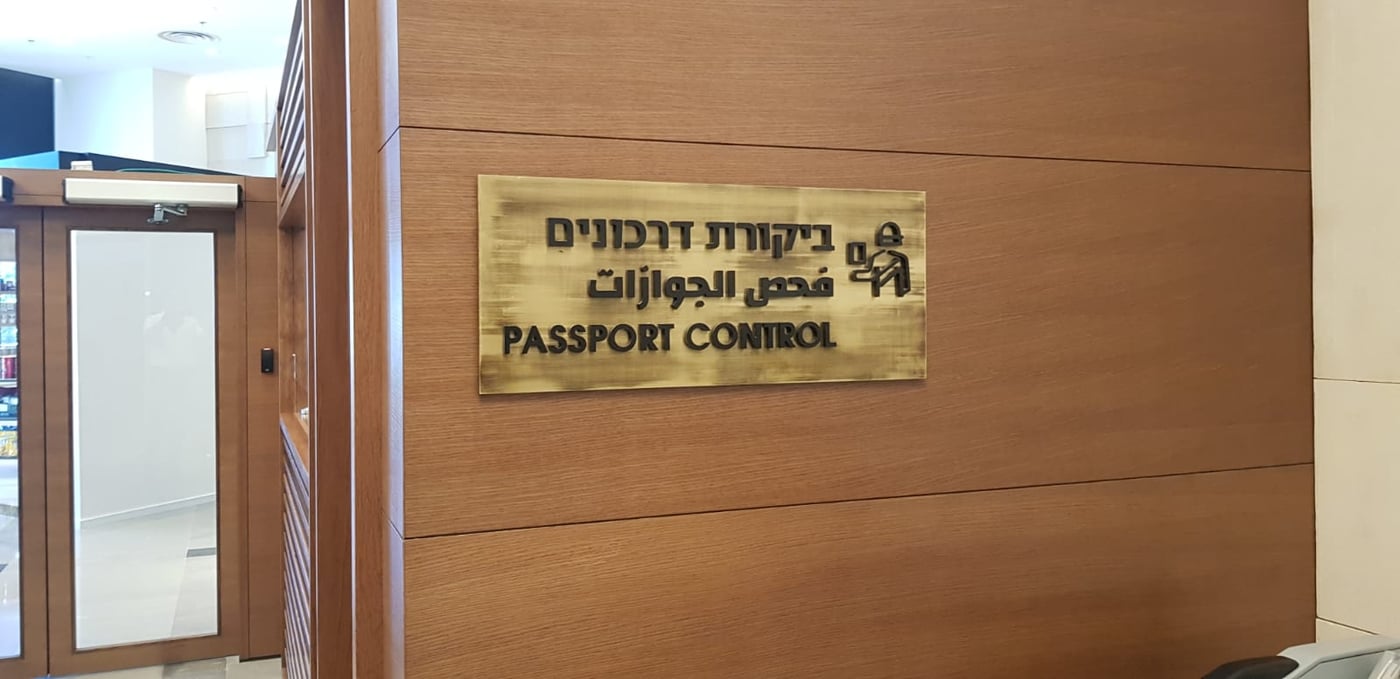 ביקורת דרכונים
فحص الجوازات
PASSPORT CONTROL